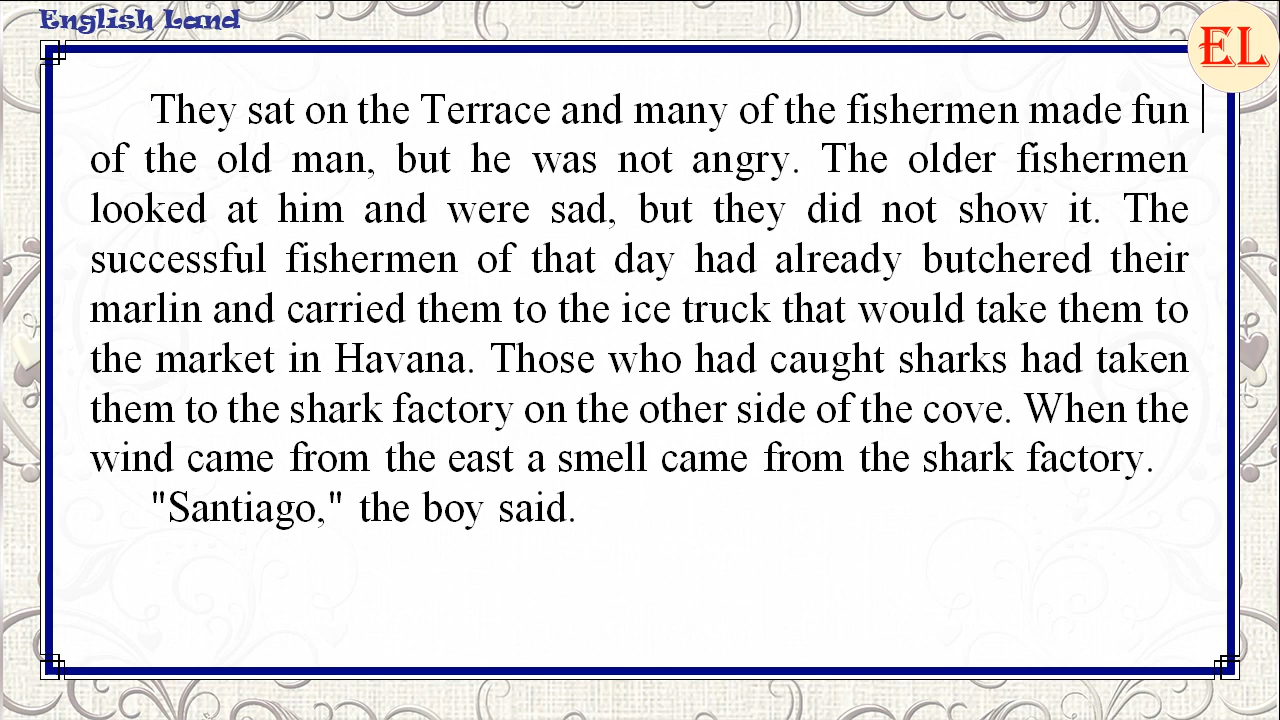 English Land
EL
They sat on the Terrace and many of the fishermen made fun
of the old man, but he was not angry. The older fishermen
looked at him and were sad, but they did not show it. The
successful fishermen of that day had already butchered their
marlin and carried them to the ice truck that would take them to
the market in Havana. Those who had caught sharks had taken
them to the shark factory on the other side of the cove. When the
wind came from the east a smell came from the shark factory.
"Santiago," the boy said.